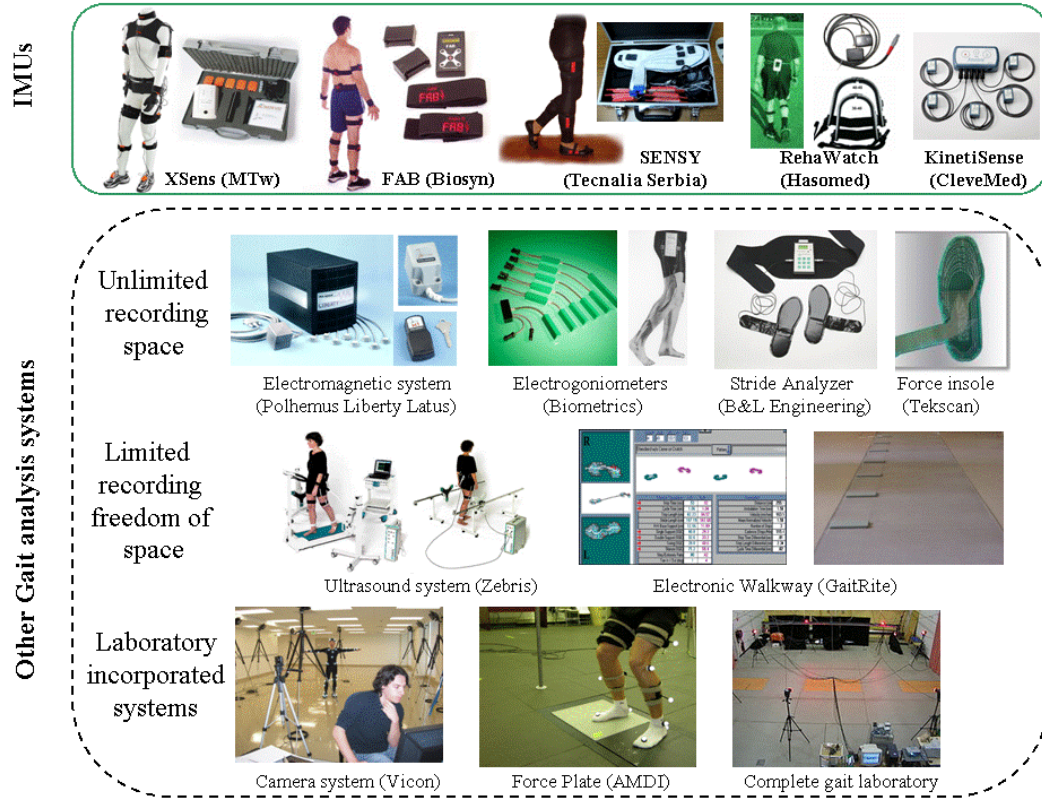 IMUs
XSens (MTw)
FAB (Biosyn)
SENSY
(Tecnalia Serbia)
RehaWatch
(Hasomed)
KinetiSense
(CleveMed)
Other Gait analysis systems
Unlimited
recording
space
Electromagnetic system
(Polhemus Liberty Latus)
Electrogoniometers
(Biometrics)
Stride Analyzer
(B&L Engineering)
Force insole
(Tekscan)
Limited
recording
freedom of
space
Ultrasound system (Zebris)
Electronic Walkway (GaitRite)
Laboratory
incorporated
systems
Camera system (Vicon)
Force Plate (AMDI)
Complete gait laboratory
FAB
FAB
R
L